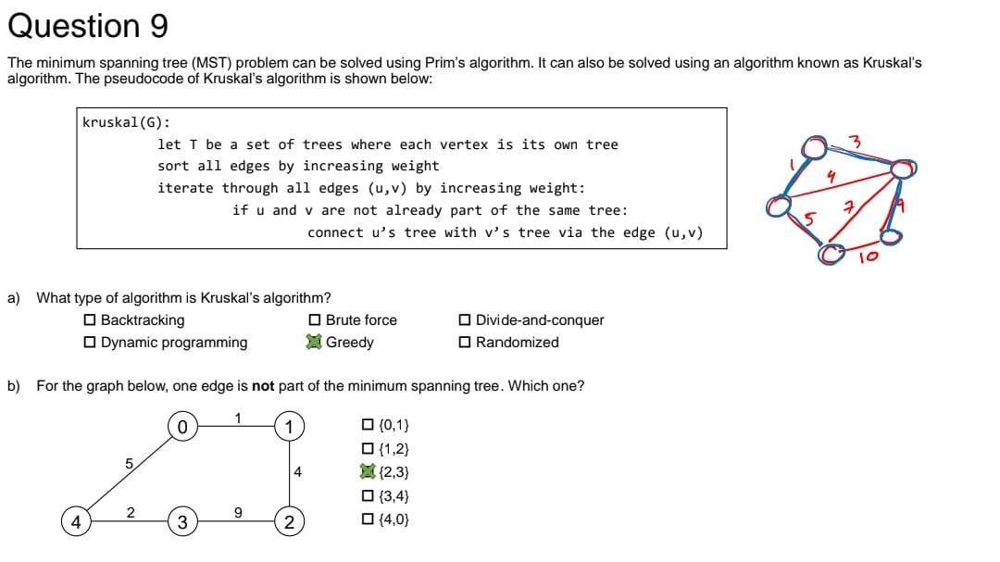 Question 9
The minimum spanning tree (MST) problem can be solved using Prim's algorithm. It can also be solved using an algorithm known as Kruskal's
algorithm. The pseudocode of Kruskal's algorithm is shown below:
kruskal(G):
let T be a set of trees where each vertex is its own tree
sort all edges by increasing weight
iterate through all edges (u,v) by increasing weight:
if u and v are not already part of the same tree:
connect u's tree with v's tree via the edge (u,v)
3
1
4
7
9
5
10
a) What type of algorithm is Kruskal's algorithm?
Backtracking Brute force Divide-and-conquer
Dynamic programming Greedy Randomized
b) For the graph below, one edge is not part of the minimum spanning tree. Which one?
0 1 1
5 4
4 2 3 9 2
{0,1}
{1,2}
{2,3}
{3,4}
{4,0}